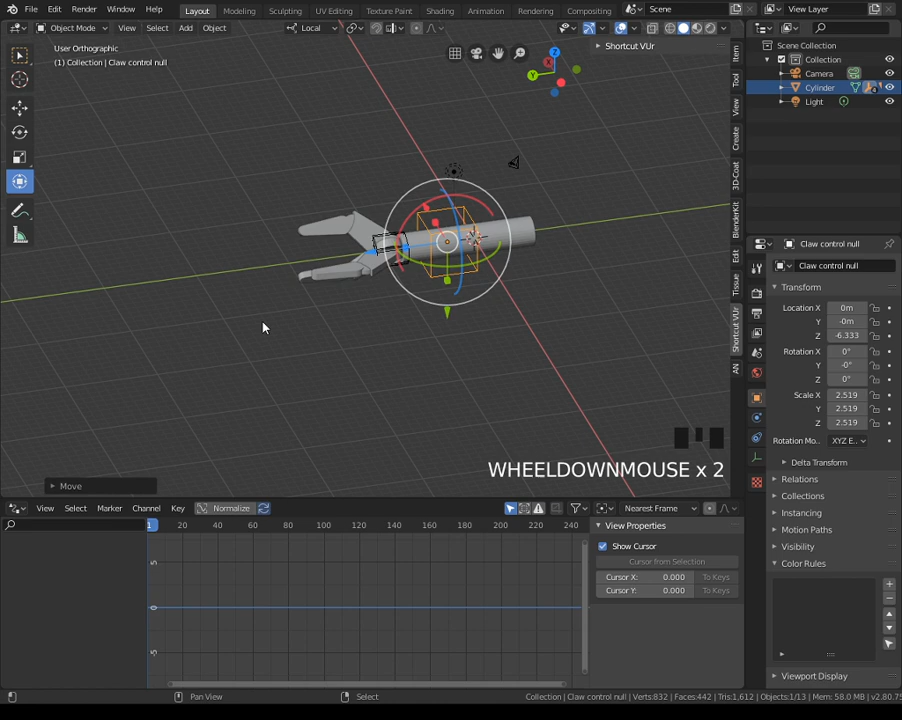 File Edit Render Window Help Layout Modeling Sculpting UV Editing Texture Paint Shading Animation Rendering Compositing Scene View Layer
Object Mode View Select Add Object Local
User Orthographic
(1) Collection | Claw control null
Shortcut VUr
Item
Tool
View
Create
3D-Coat
BlenderKit
Edit
Tissue
Shortcut VUr
AN
X
Y
Z
Move
WHEELDOWNMOUSE x 2
Scene Collection
Collection
Camera
Cylinder
Light
Claw control null
Claw control null
Transform
Location X 0m
Y -0m
Z -6.333
Rotation X 0°
Y -0°
Z 0°
Scale X 2.519
Y 2.519
Z 2.519
Rotation Mo.. XYZ E..
Delta Transform
Relations
Collections
Instancing
Motion Paths
Visibility
Color Rules
Viewport Display
View Select Marker Channel Key Normalize Nearest Frame
1 20 40 60 80 100 120 140 160 180 200 220 240
5
0
-5
View Properties
Show Cursor
Cursor from Selection
Cursor X: 0.000 To Keys
Cursor Y: 0.000 To Keys
Pan View Select Collection | Claw control null | Verts:832 | Faces:442 | Tris:1,612 | Objects:1/13 | Mem: 58.0 MB | v2.80.75